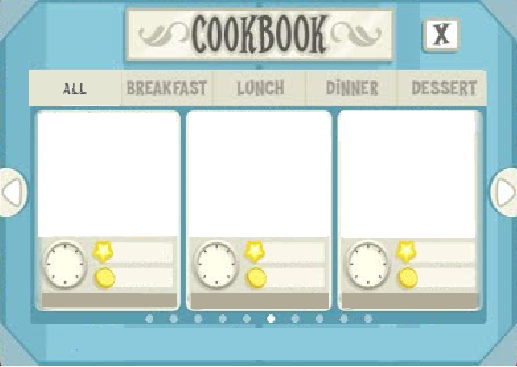 COOKBOOK
X
ALL
BREAKFAST
LUNCH
DINNER
DESSERT